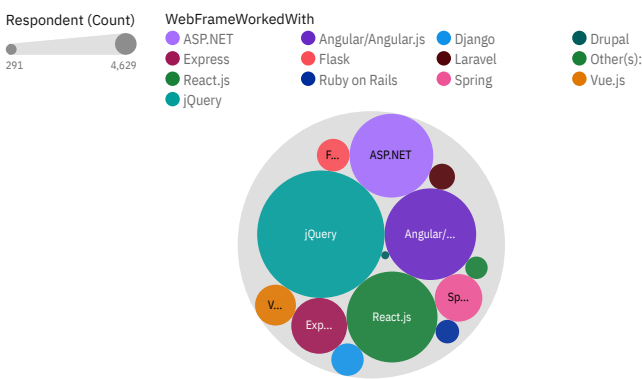 Respondent (Count)
291
4,629
WebFrameWorkedWith
ASP.NET
Angular/Angular.js
Django
Drupal
Express
Flask
Laravel
Other(s):
React.js
Ruby on Rails
Spring
Vue.js
jQuery
F...
ASP.NET
jQuery
Angular/...
V...
Exp...
React.js
Sp...